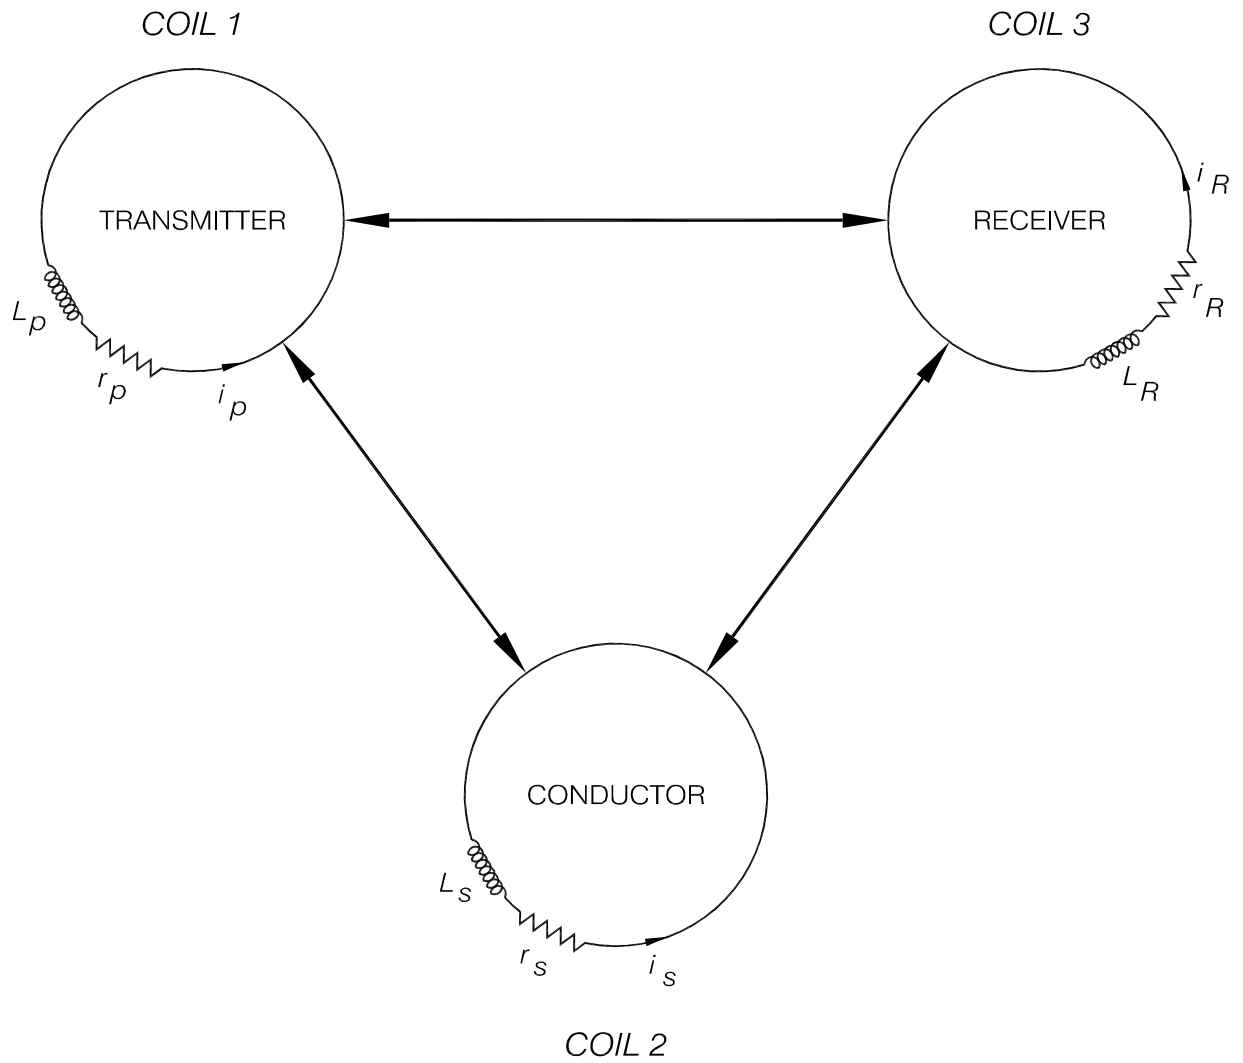 COIL 1
COIL 3
TRANSMITTER
RECEIVER
i R
L p
r R
r p
i p
L R
CONDUCTOR
L s
r s
i s
COIL 2